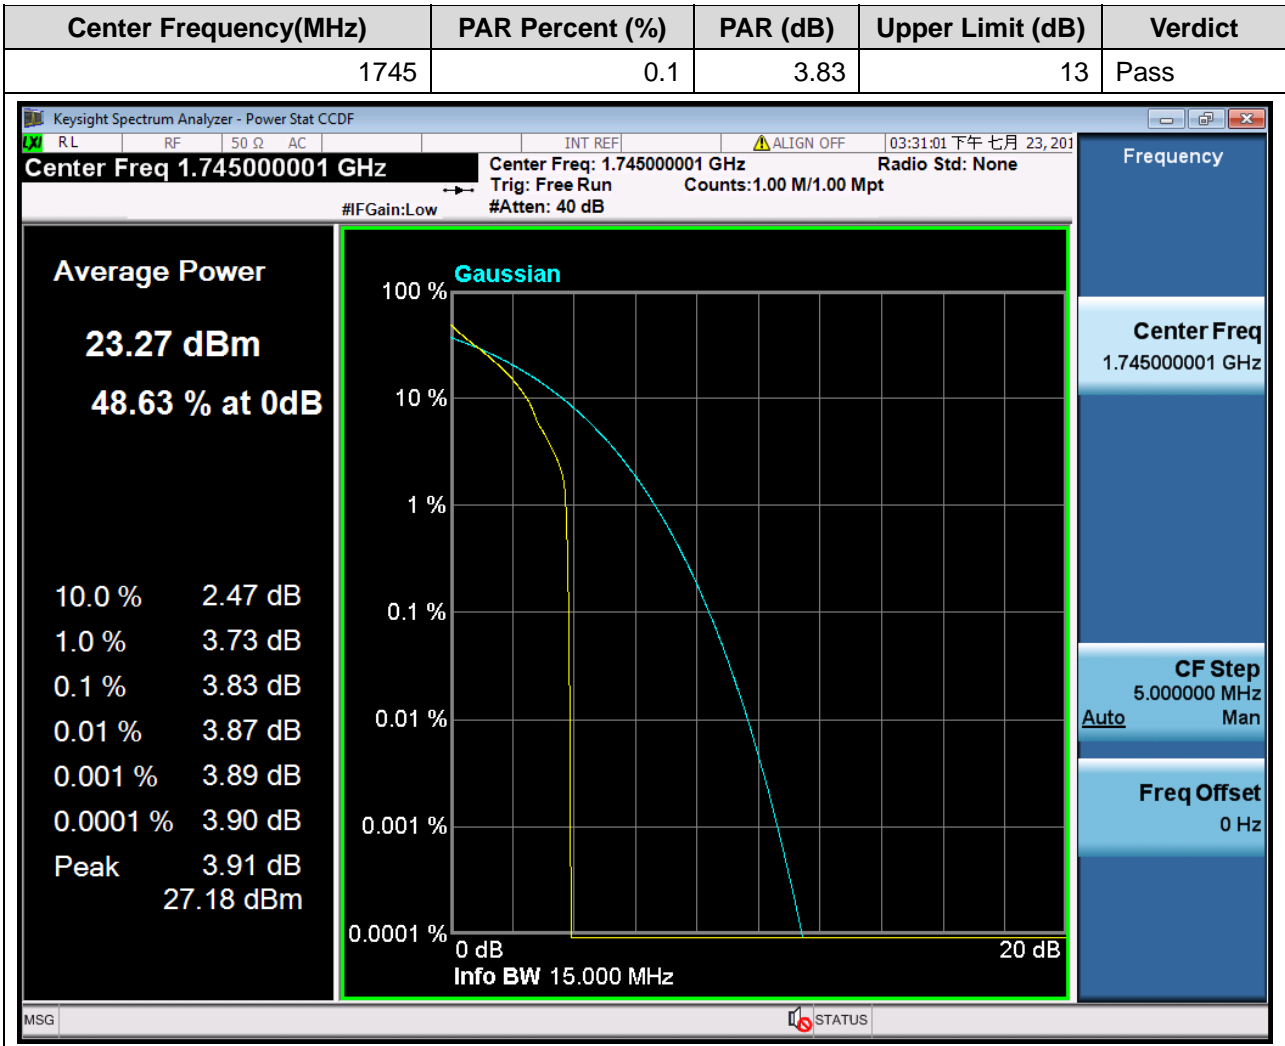 Center Frequency(MHz) PAR Percent (%) PAR (dB) Upper Limit (dB) Verdict
1745 0.1 3.83 13 Pass
Keysight Spectrum Analyzer - Power Stat CCDF
LXI RL RF 50 Ω AC INT REF ALIGN OFF 03:31:01 下午 七月 23, 201
Center Freq 1.745000001 GHz
Center Freq: 1.745000001 GHz Radio Std: None
Trig: Free Run Counts:1.00 M/1.00 Mpt
#IFGain:Low #Atten: 40 dB
Average Power
23.27 dBm
48.63 % at 0dB
10.0 % 2.47 dB
1.0 % 3.73 dB
0.1 % 3.83 dB
0.01 % 3.87 dB
0.001 % 3.89 dB
0.0001 % 3.90 dB
Peak 3.91 dB
27.18 dBm
Gaussian
100 %
10 %
1 %
0.1 %
0.01 %
0.001 %
0.0001 %
0 dB 20 dB
Info BW 15.000 MHz
Frequency
Center Freq
1.745000001 GHz
CF Step
5.000000 MHz
Auto Man
Freq Offset
0 Hz
MSG STATUS